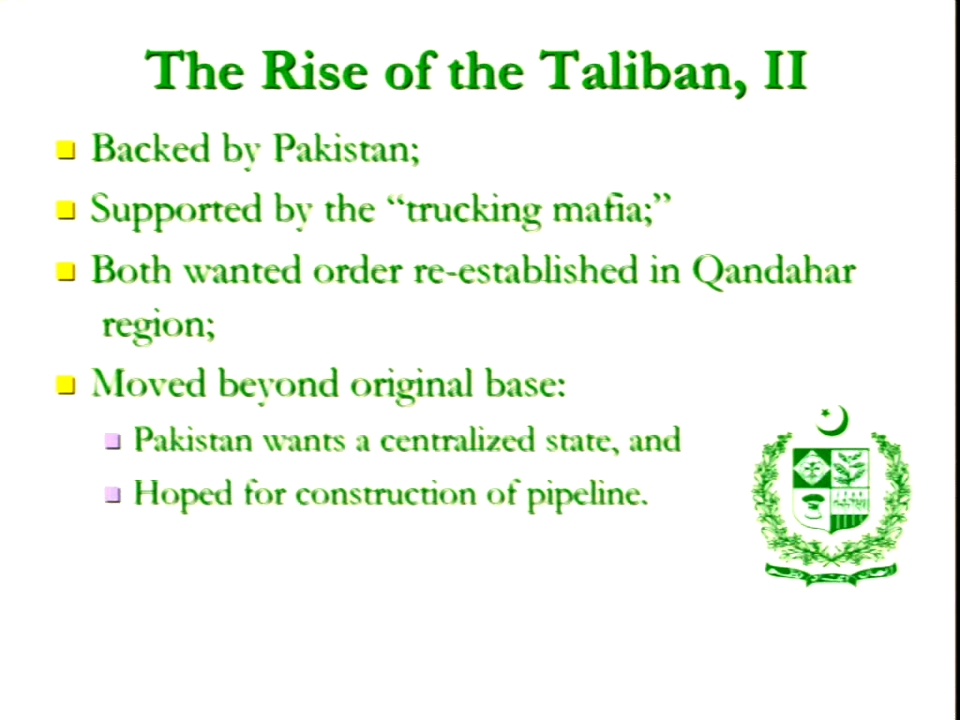 The Rise of the Taliban, II
Backed by Pakistan;
Supported by the “trucking mafia;”
Both wanted order re-established in Qandahar
region;
Moved beyond original base:
Pakistan wants a centralized state, and
Hoped for construction of pipeline.